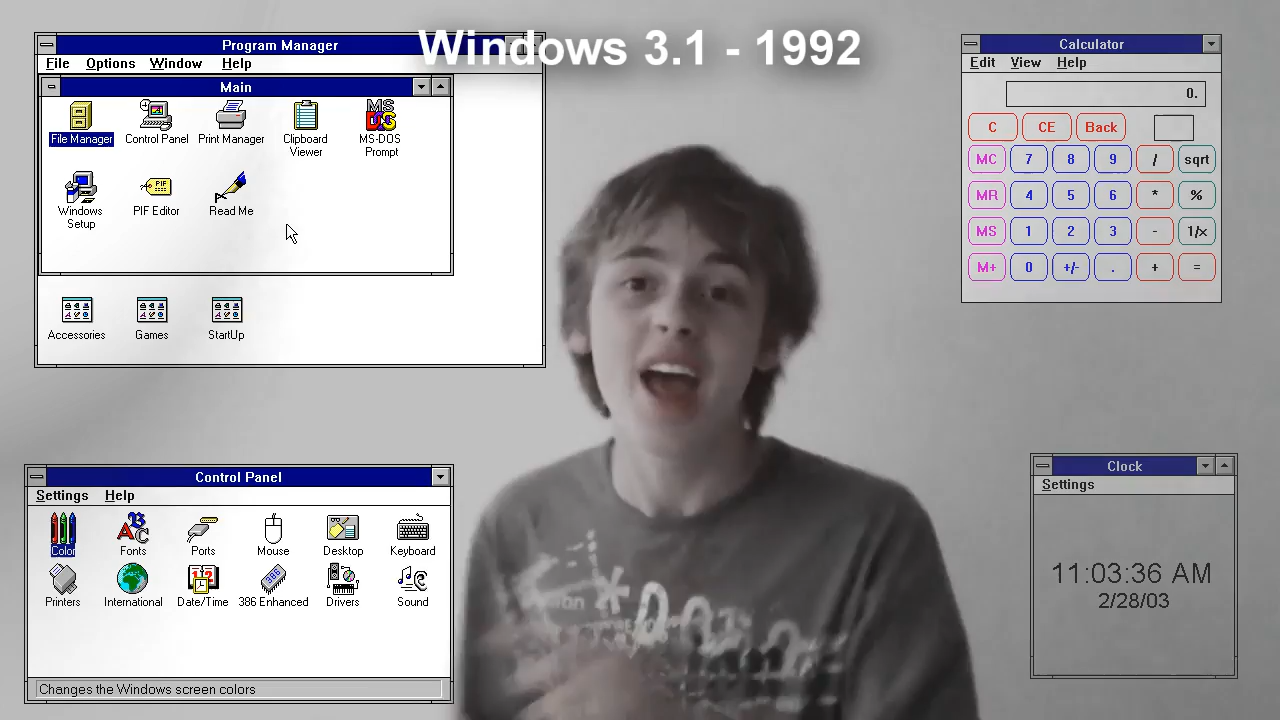 Windows 3.1 - 1992
Program Manager
File Options Window Help
Main
File Manager
Control Panel
Print Manager
Clipboard
Viewer
MS-DOS
Prompt
MS
DOS
Windows
Setup
PIF
PIF Editor
Read Me
Accessories
Games
StartUp
Calculator
Edit View Help
0.
C CE Back
MC 7 8 9 / sqrt
MR 4 5 6 * %
MS 1 2 3 - 1/x
M+ 0 +/- . + =
Control Panel
Settings Help
Color
Fonts
Ports
Mouse
Desktop
Keyboard
Printers
International
Date/Time
386 Enhanced
Drivers
Sound
Changes the Windows screen colors
Clock
Settings
11:03:36 AM
2/28/03